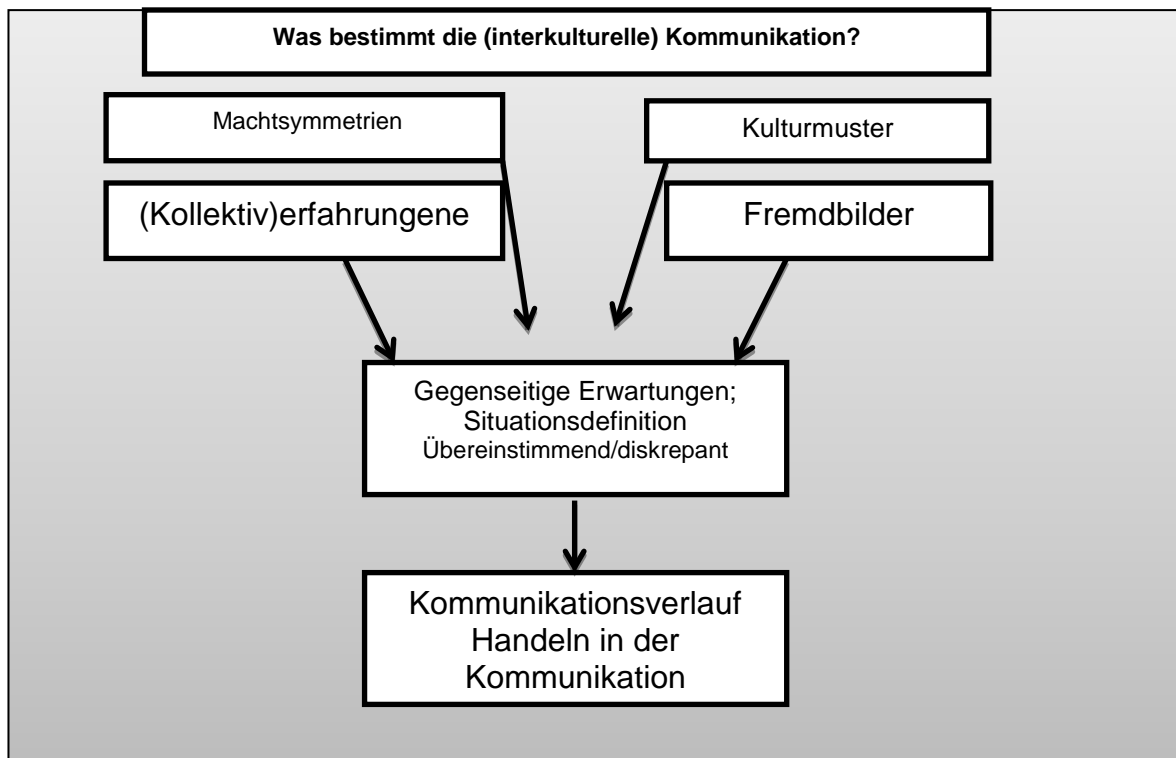 Was bestimmt die (interkulturelle) Kommunikation?
Machtsymmetrien
Kulturmuster
(Kollektiv)erfahrungene
Fremdbilder
Gegenseitige Erwartungen;
Situationsdefinition
Übereinstimmend/diskrepant
Kommunikationsverlauf
Handeln in der
Kommunikation